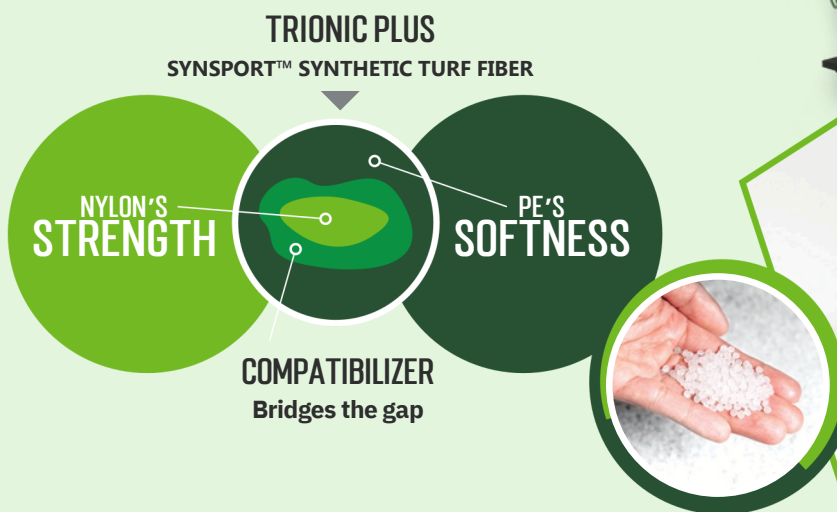 TRIONIC PLUS
SYNSPORT™ SYNTHETIC TURF FIBER
NYLON'S
STRENGTH
PE'S
SOFTNESS
COMPATIBILIZER
Bridges the gap